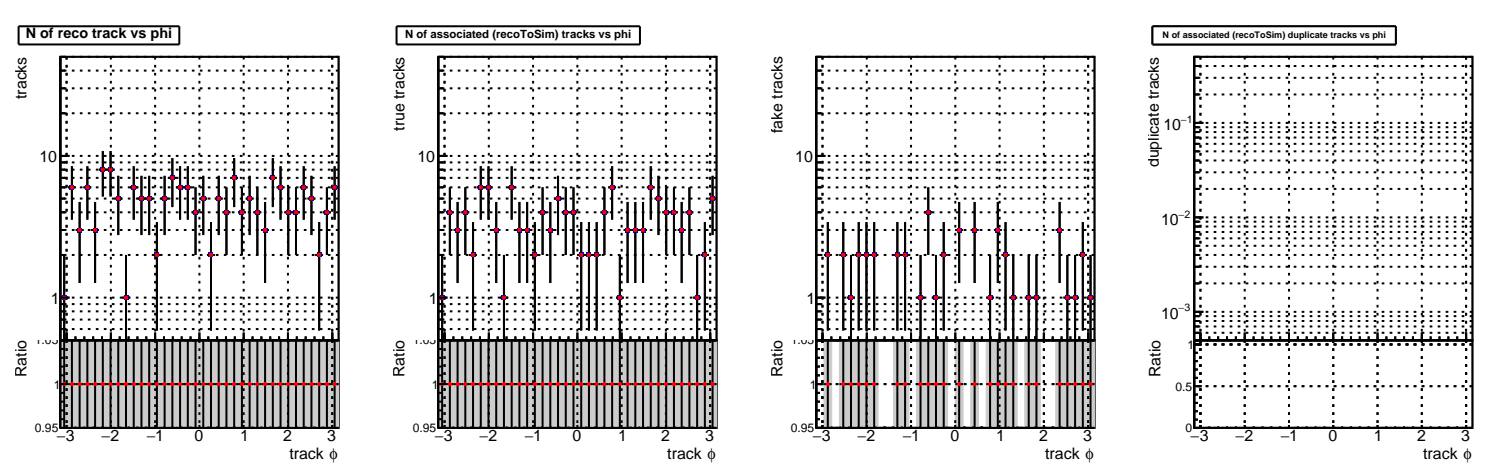 N of reco track vs phi
tracks
10
1
1.05
Ratio
1
0.95
−3 −2 −1 0 1 2 3
track ϕ
N of associated (recoToSim) tracks vs phi
true tracks
10
1
1.05
Ratio
1
0.95
−3 −2 −1 0 1 2 3
track ϕ
fake tracks
10
1
1.05
Ratio
1
0.95
−3 −2 −1 0 1 2 3
track ϕ
N of associated (recoToSim) duplicate tracks vs phi
duplicate tracks
10−1
10−2
10−3
Ratio
1
0.5
0
−3 −2 −1 0 1 2 3
track ϕ